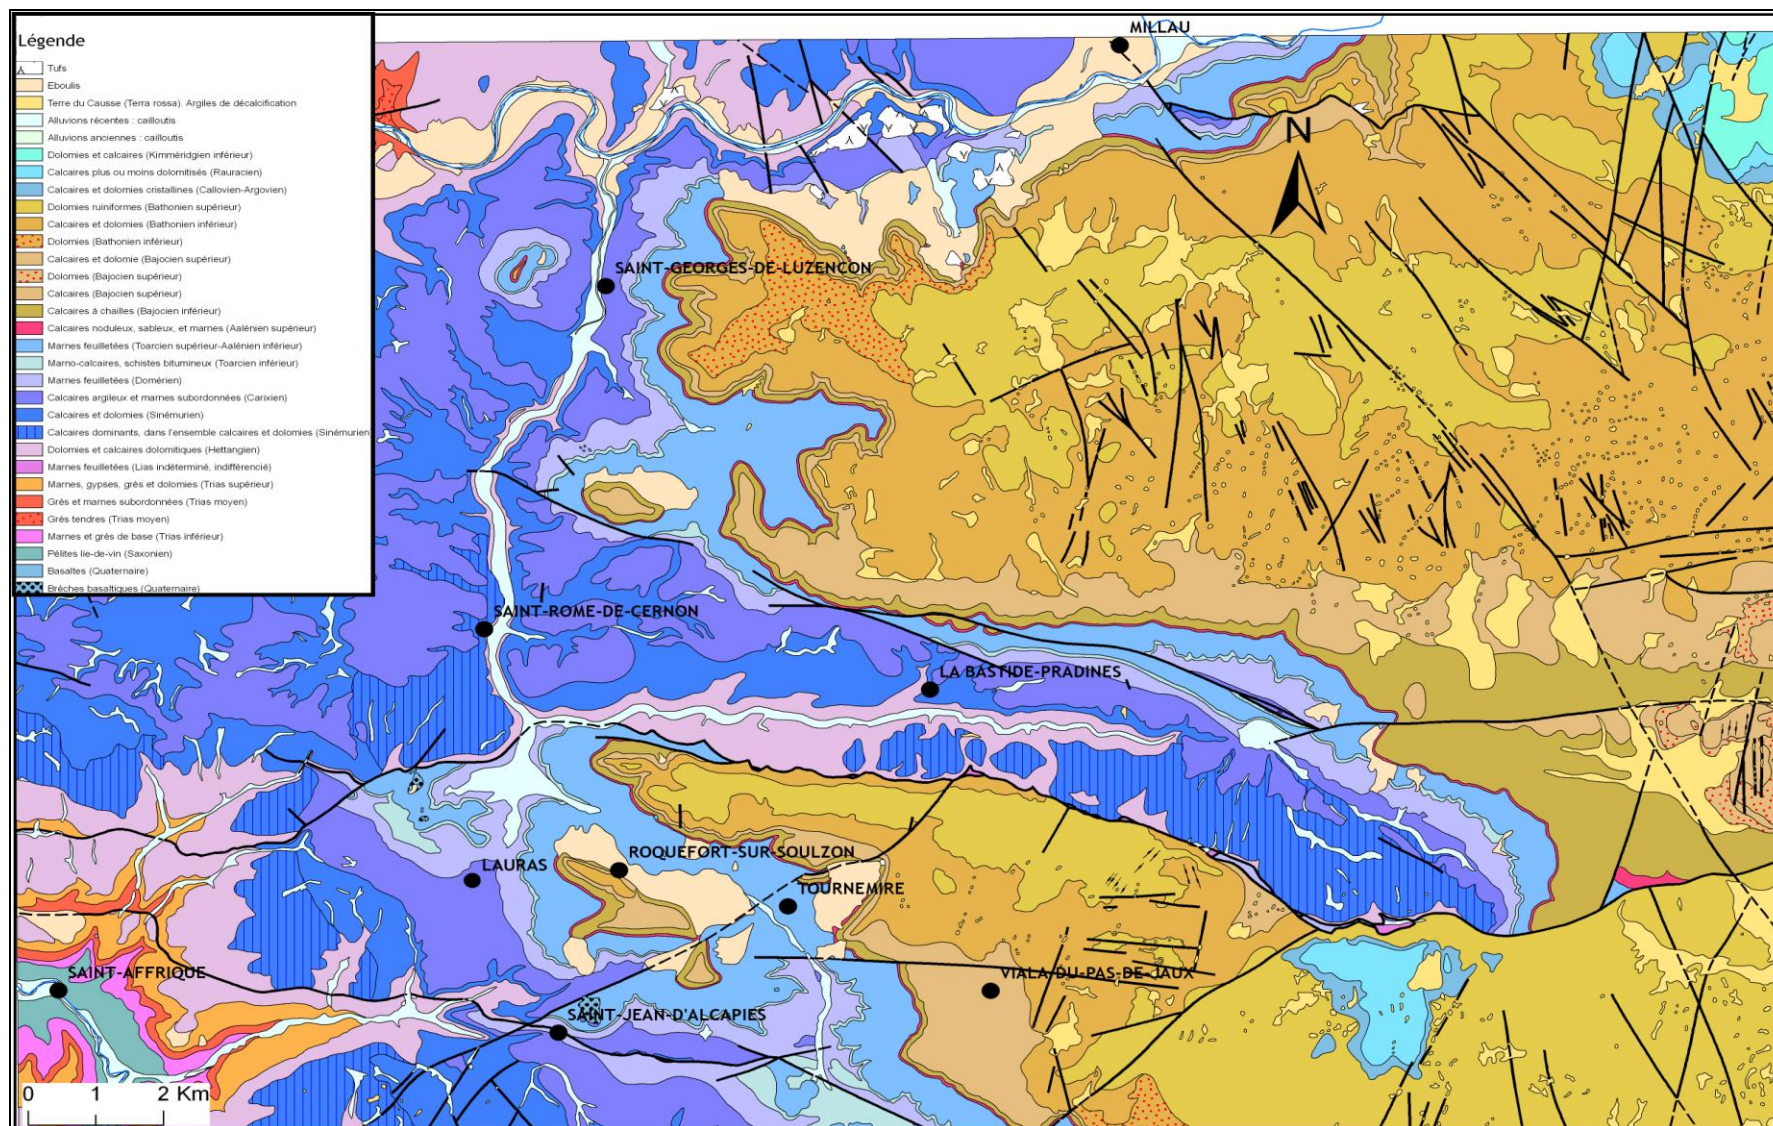 MILLAU
Légende
Tufs
Eboulis
Terre du Causse (Terra rossa). Argiles de décalcification
Alluvions récentes : cailloutis
Alluvions anciennes : cailloutis
Dolomies et calcaires (Kimméridgien inférieur)
Calcaires plus ou moins dolomitisés (Rauracien)
Calcaires et dolomies cristallines (Callovien-Argovien)
Dolomies ruiniformes (Bathonien supérieur)
Calcaires et dolomies (Bathonien inférieur)
Dolomies (Bathonien inférieur)
Calcaires et dolomie (Bajocien supérieur)
Dolomies (Bajocien supérieur)
Calcaires (Bajocien supérieur)
Calcaires à chailles (Bajocien inférieur)
Calcaires noduleux, sableux, et marnes (Aalénien supérieur)
Marnes feuilletées (Toarcien supérieur-Aalénien inférieur)
Marno-calcaires, schistes bitumineux (Toarcien inférieur)
Marnes feuilletées (Domérien)
Calcaires argileux et marnes subordonnées (Carixien)
Calcaires et dolomies (Sinémurien)
Calcaires dominants, dans l'ensemble calcaires et dolomies (Sinémurien
Dolomies et calcaires dolomitiques (Hettangien)
Marnes feuilletées (Lias indéterminé, indifférencié)
Marnes, gypses, grès et dolomies (Trias supérieur)
Grès et marnes subordonnées (Trias moyen)
Grès tendres (Trias moyen)
Marnes et grès de base (Trias inférieur)
Pélites lie-de-vin (Saxonien)
Basaltes (Quaternaire)
Brèches basaltiques (Quaternaire)
N
SAINT-GEORGES-DE-LUZENCON
SAINT-ROME-DE-CERNON
LA BASTIDE-PRADINES
ROQUEFORT-SUR-SOULZON
LAURAS
TOURNEMIRE
SAINT-AFFRIQUE
VIALA-DU-PAS-DE-JAUX
SAINT-JEAN-D'ALCAPIES
0 1 2 Km